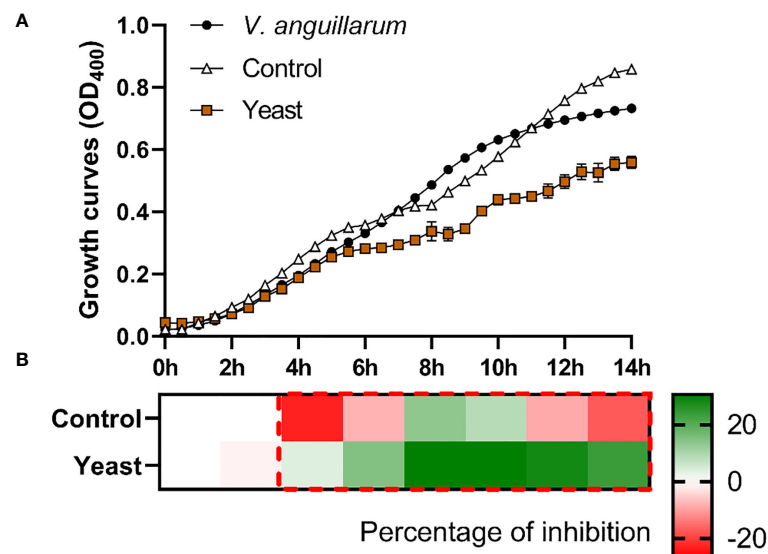 A
V. anguillarum
Control
Yeast
Growth curves (OD400)
1.0
0.8
0.6
0.4
0.2
0.0
0h 2h 4h 6h 8h 10h 12h 14h
B
Control
Yeast
20
0
-20
Percentage of inhibition